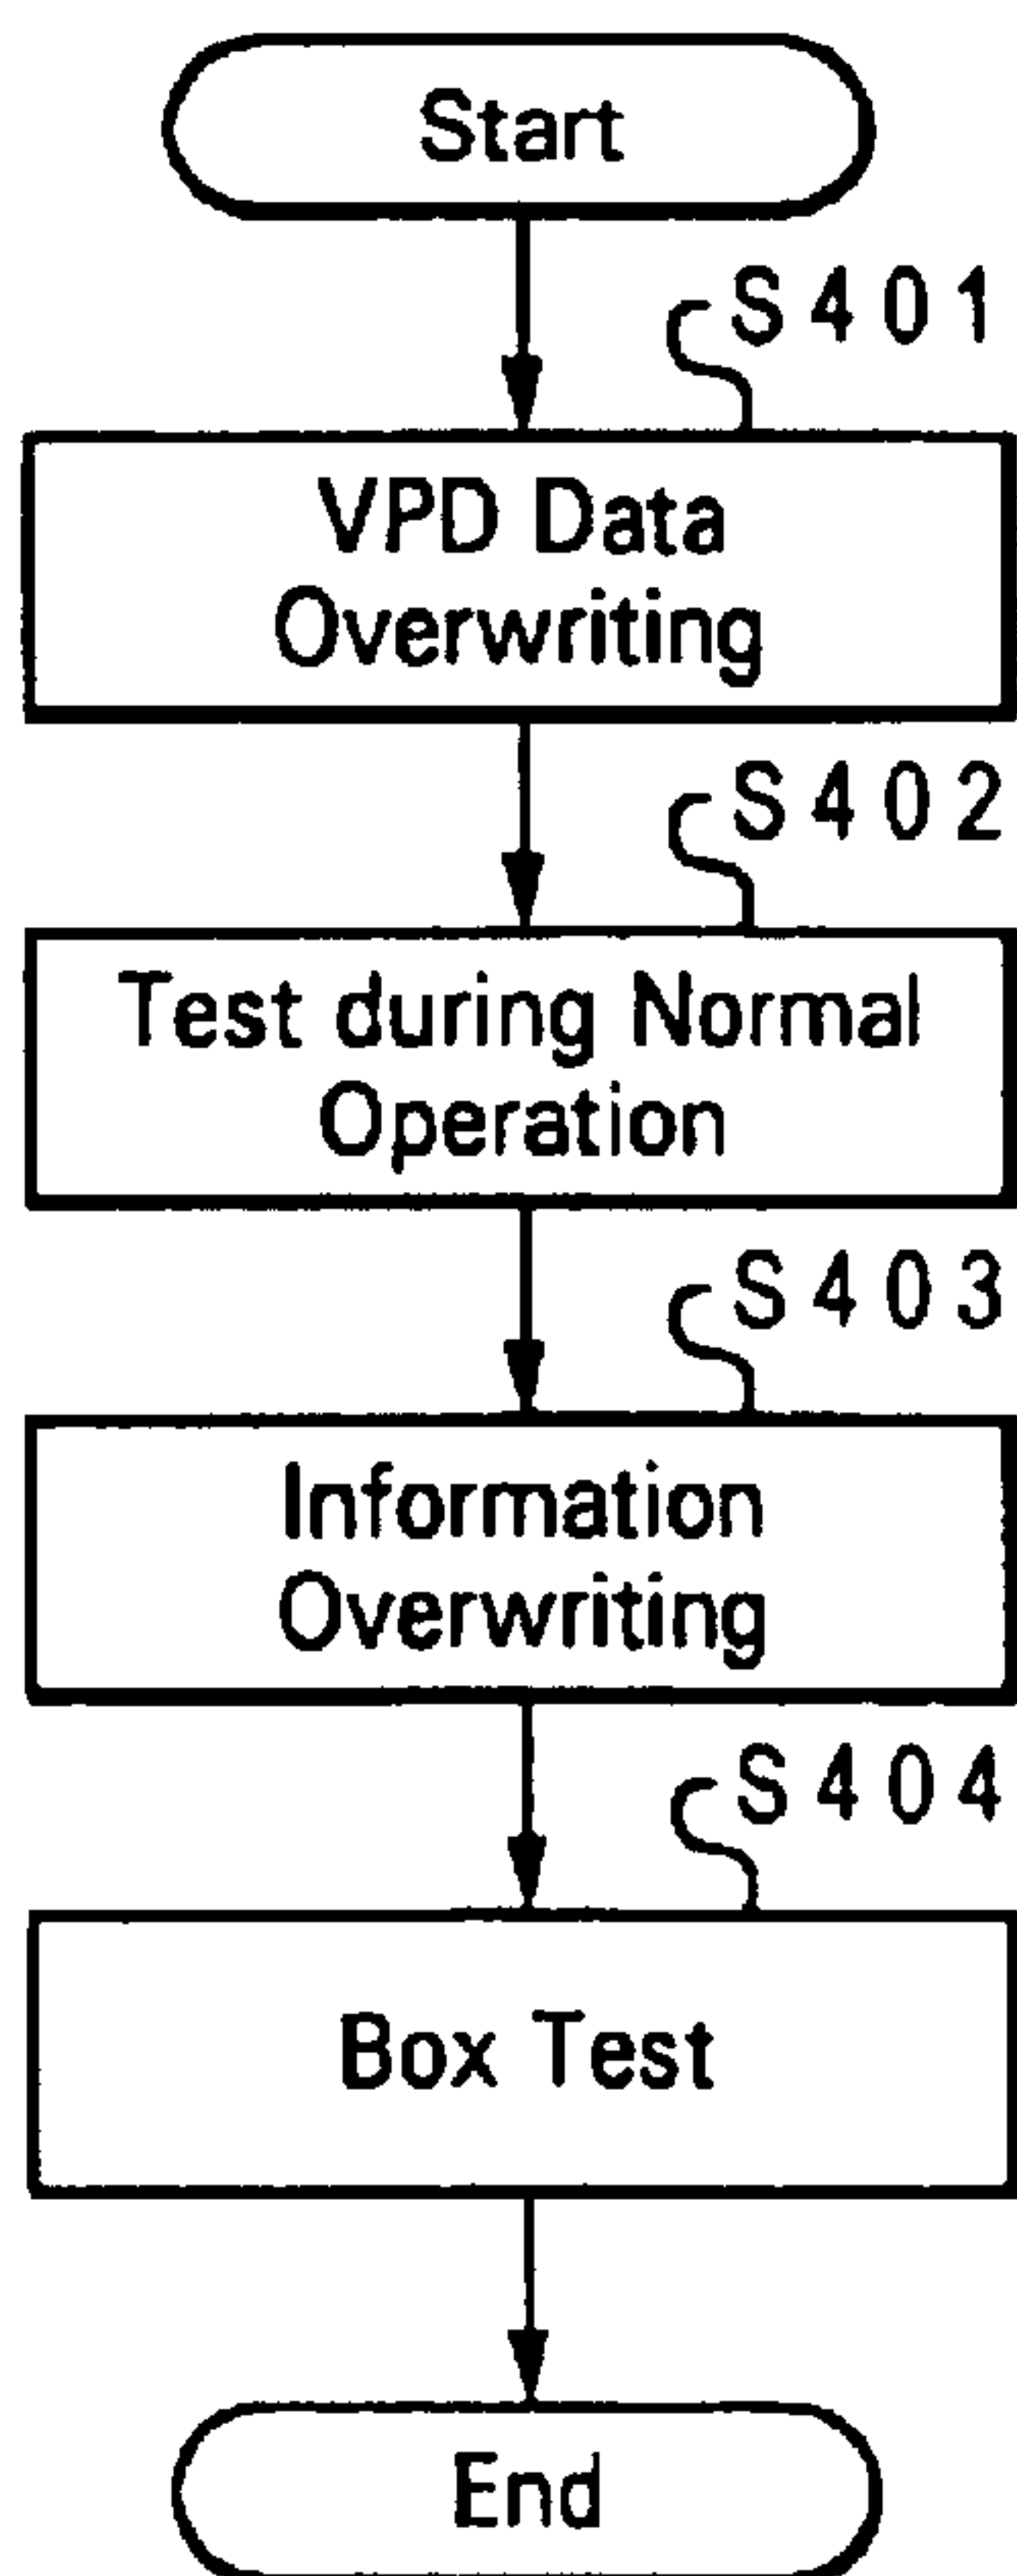 Start
S401
VPD Data
Overwriting
S402
Test during Normal
Operation
S403
Information
Overwriting
S404
Box Test
End